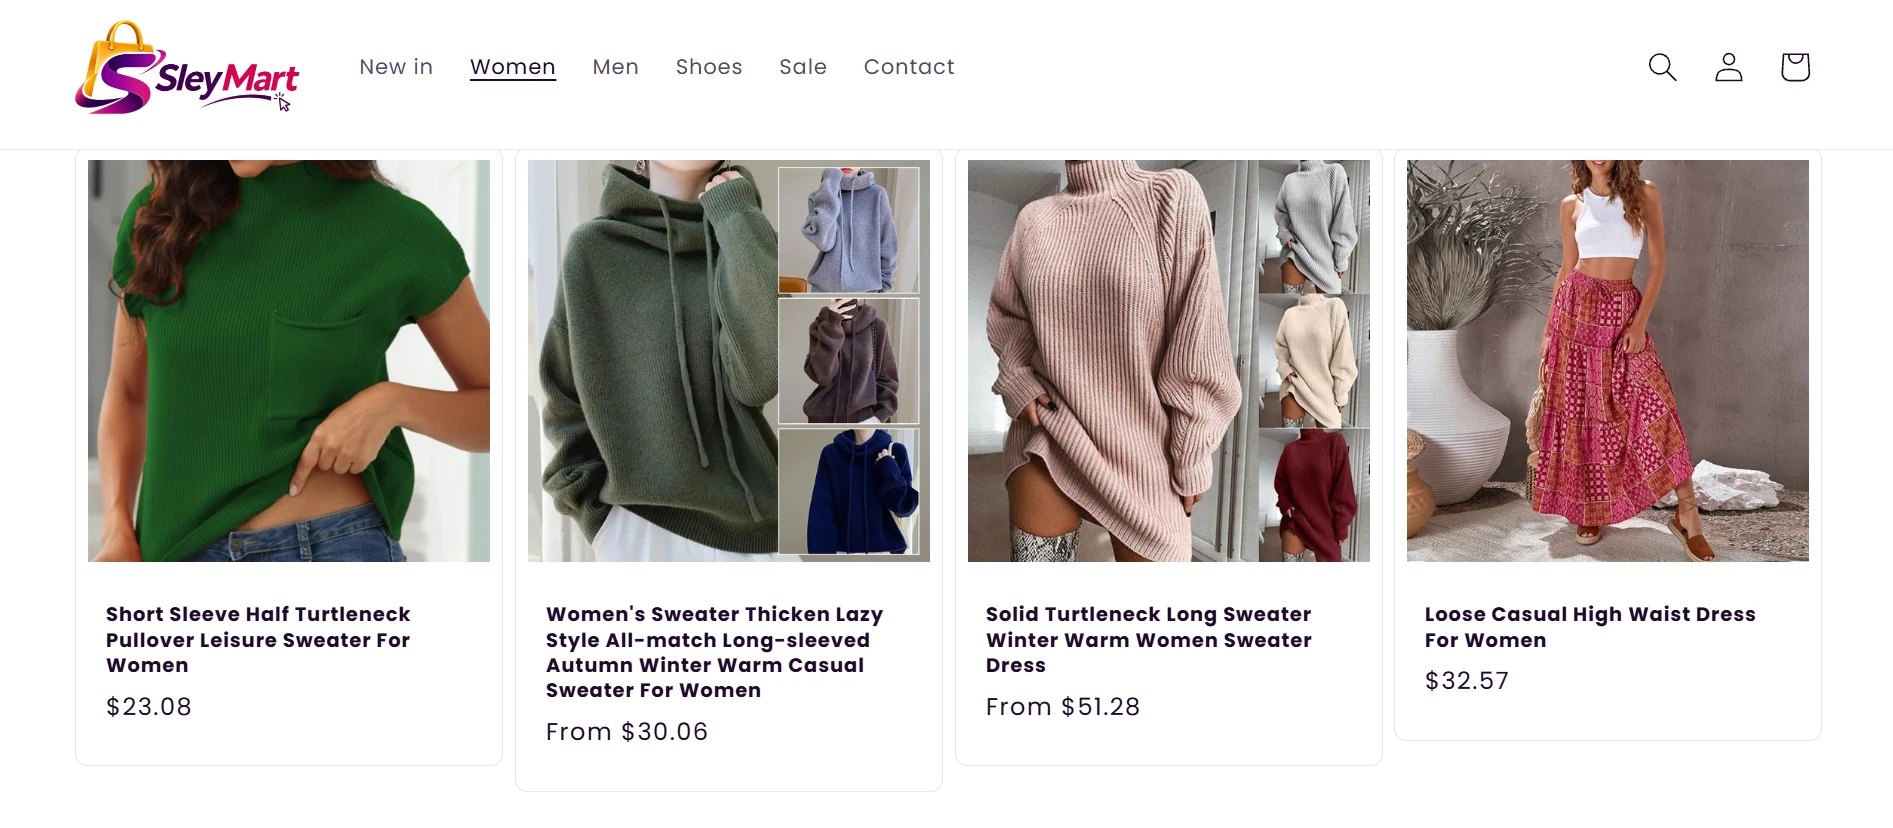 SleyMart
New in
Women
Men
Shoes
Sale
Contact
Short Sleeve Half Turtleneck
Pullover Leisure Sweater For
Women
$23.08
Women's Sweater Thicken Lazy
Style All-match Long-sleeved
Autumn Winter Warm Casual
Sweater For Women
From $30.06
Solid Turtleneck Long Sweater
Winter Warm Women Sweater
Dress
From $51.28
Loose Casual High Waist Dress
For Women
$32.57